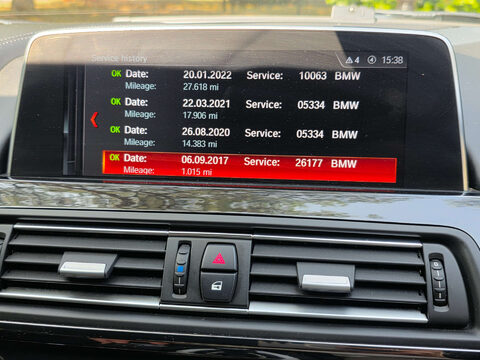 Service history
4 15:38
OK Date: 20.01.2022 Service: 10063 BMW
Mileage: 27.618 mi
OK Date: 22.03.2021 Service: 05334 BMW
Mileage: 17.906 mi
OK Date: 26.08.2020 Service: 05334 BMW
Mileage: 14.383 mi
OK Date: 06.09.2017 Service: 26177 BMW
Mileage: 1.015 mi